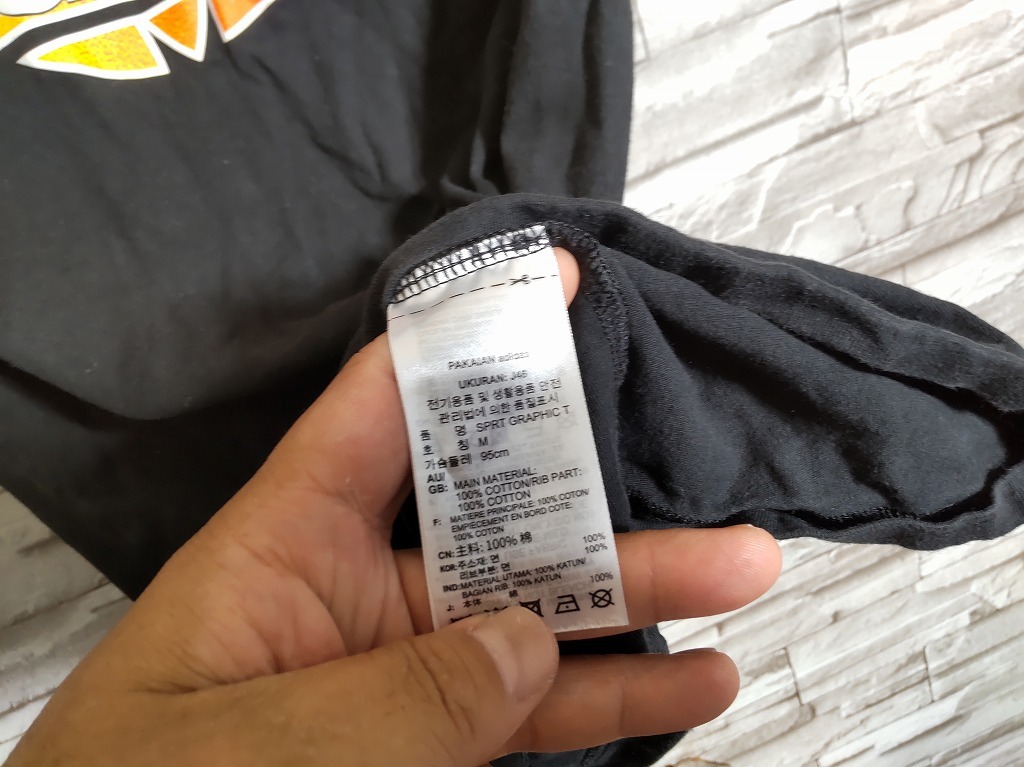 PAKAIAN adidas
UKURAN: J46
전기용품 및 생활용품 안전
관리법에 의한 품질표시
품 명 SPRT GRAPHIC T
호 칭 M
가슴둘레 95cm
AU/
GB: MAIN MATERIAL:
100% COTTON/RIB PART:
100% COTTON
F: MATIERE PRINCIPALE: 100% COTON/
EMPIECEMENT EN BORD COTE:
100% COTON
CN: 主料: 100% 棉
KOR: 주소재: 면 100%
리브부분: 면 100%
IND: MATERIAL UTAMA: 100% KATUN/
BAGIAN RIB: 100% KATUN
J: 本体 綿 100%